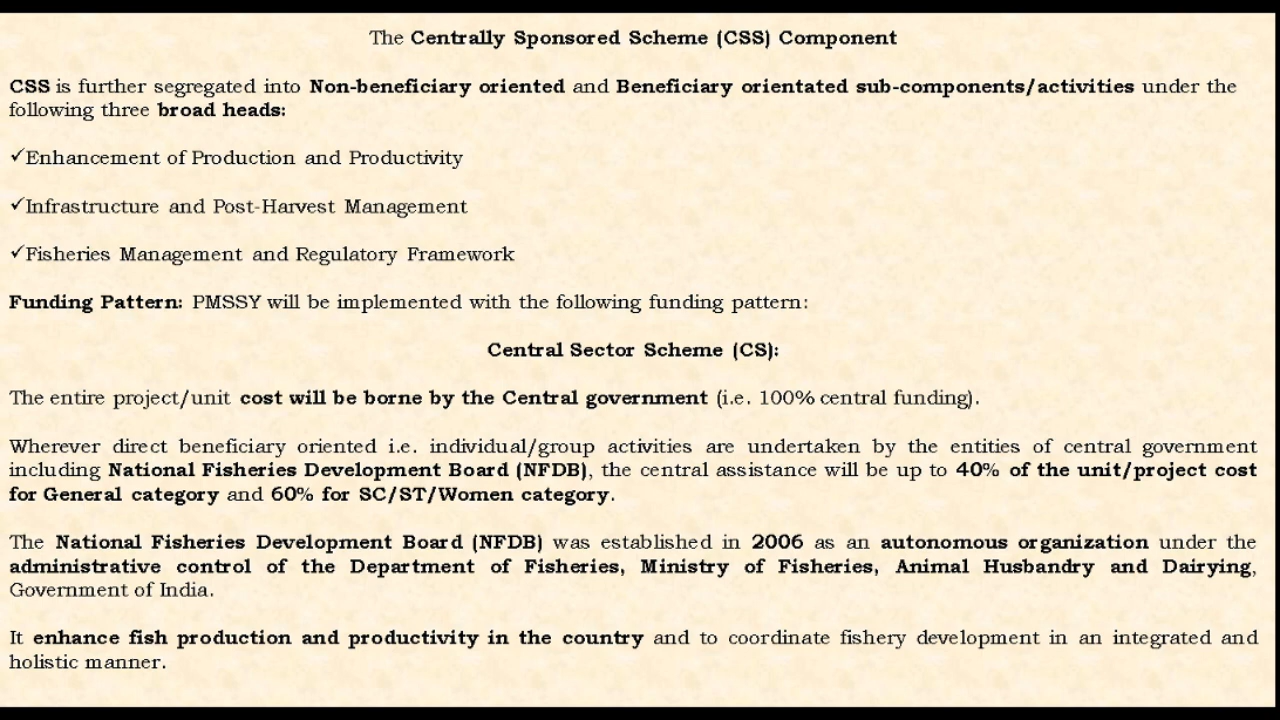 The Centrally Sponsored Scheme (CSS) Component
CSS is further segregated into Non-beneficiary oriented and Beneficiary orientated sub-components/activities under the
following three broad heads:
✓Enhancement of Production and Productivity
✓Infrastructure and Post-Harvest Management
✓Fisheries Management and Regulatory Framework
Funding Pattern: PMSSY will be implemented with the following funding pattern:
Central Sector Scheme (CS):
The entire project/unit cost will be borne by the Central government (i.e. 100% central funding).
Wherever direct beneficiary oriented i.e. individual/group activities are undertaken by the entities of central government
including National Fisheries Development Board (NFDB), the central assistance will be up to 40% of the unit/project cost
for General category and 60% for SC/ST/Women category.
The National Fisheries Development Board (NFDB) was established in 2006 as an autonomous organization under the
administrative control of the Department of Fisheries, Ministry of Fisheries, Animal Husbandry and Dairying,
Government of India.
It enhance fish production and productivity in the country and to coordinate fishery development in an integrated and
holistic manner.